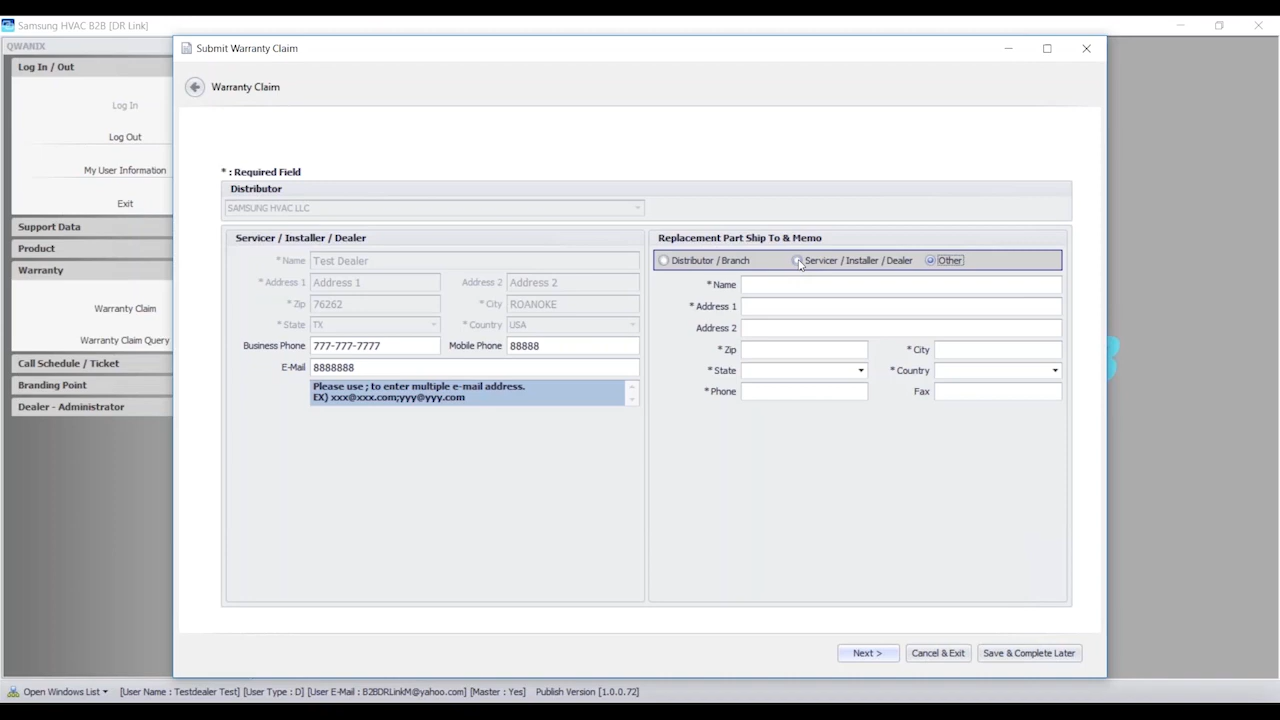 Samsung HVAC B2B [DR Link]
QWANIX
Log In / Out
Log In
Log Out
My User Information
Exit
Support Data
Product
Warranty
Warranty Claim
Warranty Claim Query
Call Schedule / Ticket
Branding Point
Dealer - Administrator
Submit Warranty Claim
Warranty Claim
* : Required Field
Distributor
SAMSUNG HVAC LLC
Servicer / Installer / Dealer
* Name Test Dealer
* Address 1 Address 1 Address 2 Address 2
* Zip 76262 * City ROANOKE
* State TX * Country USA
Business Phone 777-777-7777 Mobile Phone 88888
E-Mail 8888888
Please use ; to enter multiple e-mail address.
EX) xxx@xxx.com;yyy@yyy.com
Replacement Part Ship To & Memo
Distributor / Branch Servicer / Installer / Dealer Other
* Name
* Address 1
Address 2
* Zip * City
* State * Country
* Phone Fax
Next > Cancel & Exit Save & Complete Later
Open Windows List [User Name : Testdealer Test] [User Type : D] [User E-Mail : B2BDRLinkM@yahoo.com] [Master : Yes] Publish Version [1.0.0.72]